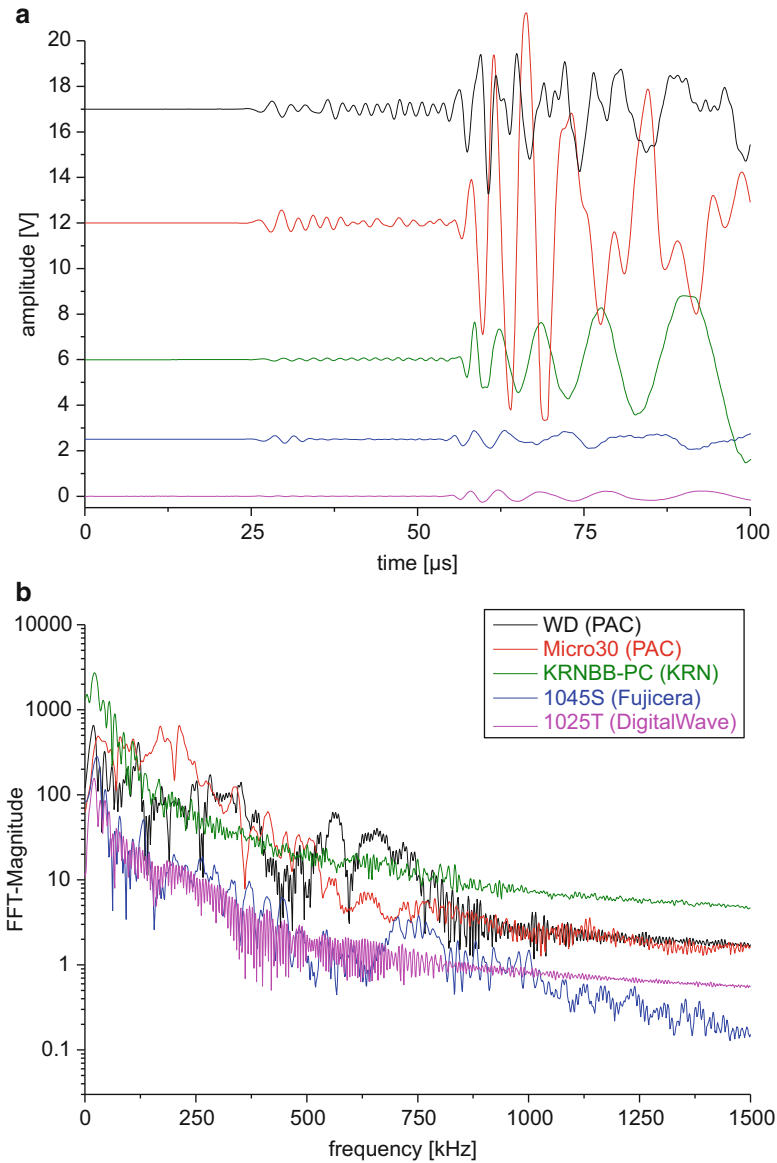 a
20
18
16
14
12
10
8
6
4
2
0
amplitude [V]
0
25
50
75
100
time [µs]
b
10000
1000
100
10
1
0.1
FFT-Magnitude
WD (PAC)
Micro30 (PAC)
KRNBB-PC (KRN)
1045S (Fujicera)
1025T (DigitalWave)
0
250
500
750
1000
1250
1500
frequency [kHz]